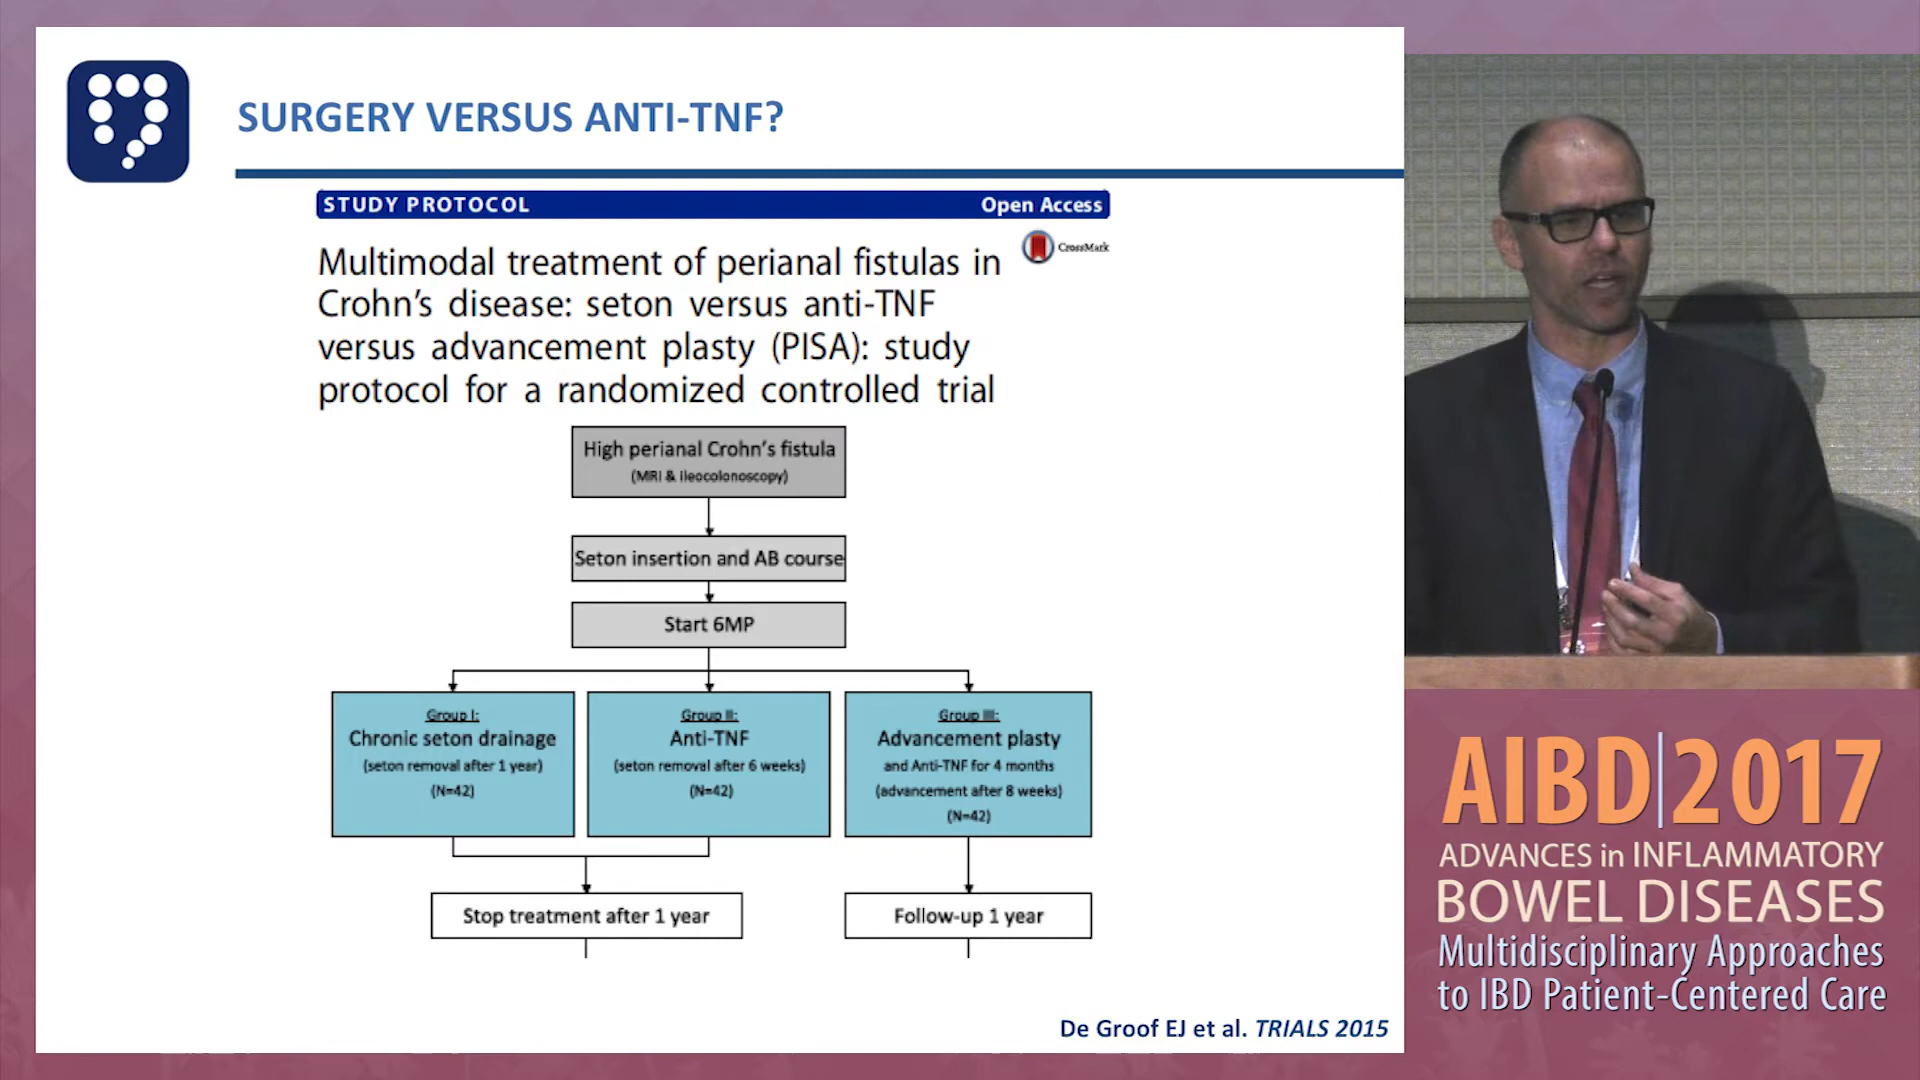 SURGERY VERSUS ANTI-TNF?
STUDY PROTOCOL Open Access
CrossMark
Multimodal treatment of perianal fistulas in
Crohn's disease: seton versus anti-TNF
versus advancement plasty (PISA): study
protocol for a randomized controlled trial
High perianal Crohn's fistula
(MRI & ileocolonoscopy)
Seton insertion and AB course
Start 6MP
Group I:
Chronic seton drainage
(seton removal after 1 year)
(N=42)
Group II:
Anti-TNF
(seton removal after 6 weeks)
(N=42)
Group III:
Advancement plasty
and Anti-TNF for 4 months
(advancement after 8 weeks)
(N=42)
Stop treatment after 1 year
Follow-up 1 year
De Groof EJ et al. TRIALS 2015
AIBD|2017
ADVANCES in INFLAMMATORY
BOWEL DISEASES
Multidisciplinary Approaches
to IBD Patient-Centered Care